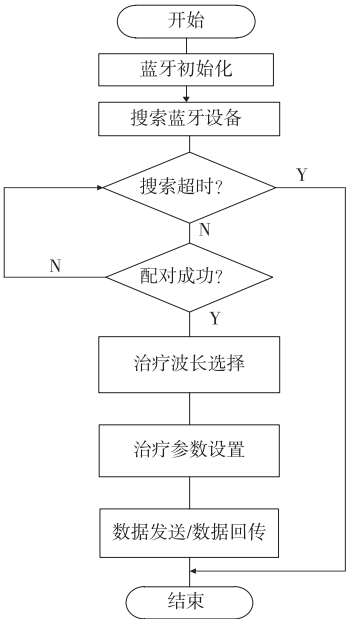 开始
蓝牙初始化
搜索蓝牙设备
搜索超时?
Y
N
配对成功?
N
Y
治疗波长选择
治疗参数设置
数据发送/数据回传
结束